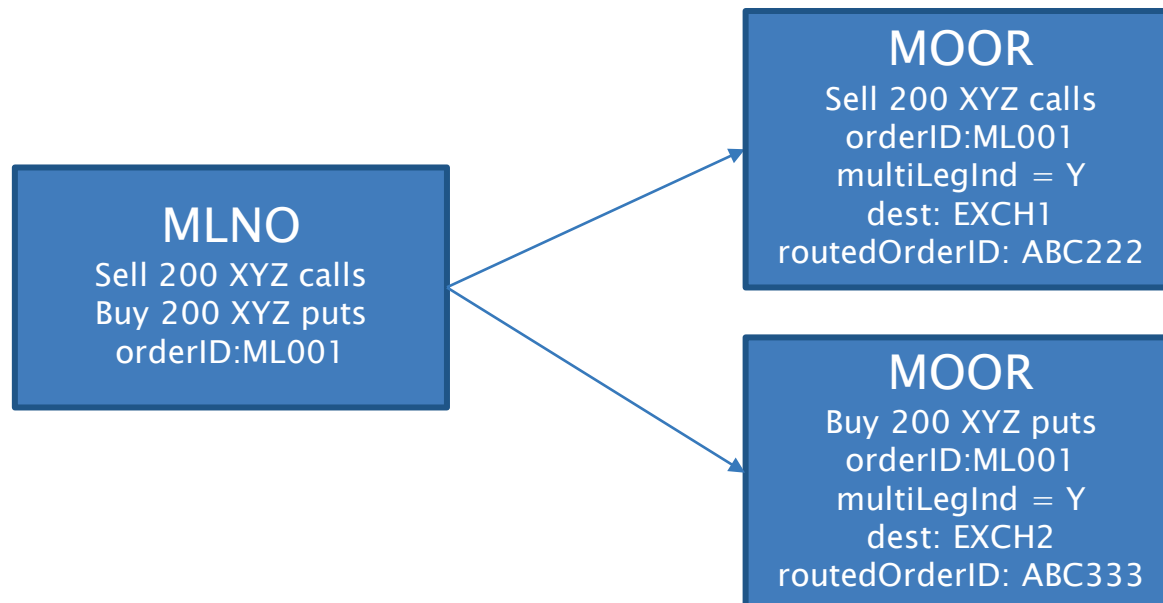 MLNO
Sell 200 XYZ calls
Buy 200 XYZ puts
orderID:ML001
MOOR
Sell 200 XYZ calls
orderID:ML001
multiLegInd = Y
dest: EXCH1
routedOrderID: ABC222
MOOR
Buy 200 XYZ puts
orderID:ML001
multiLegInd = Y
dest: EXCH2
routedOrderID: ABC333